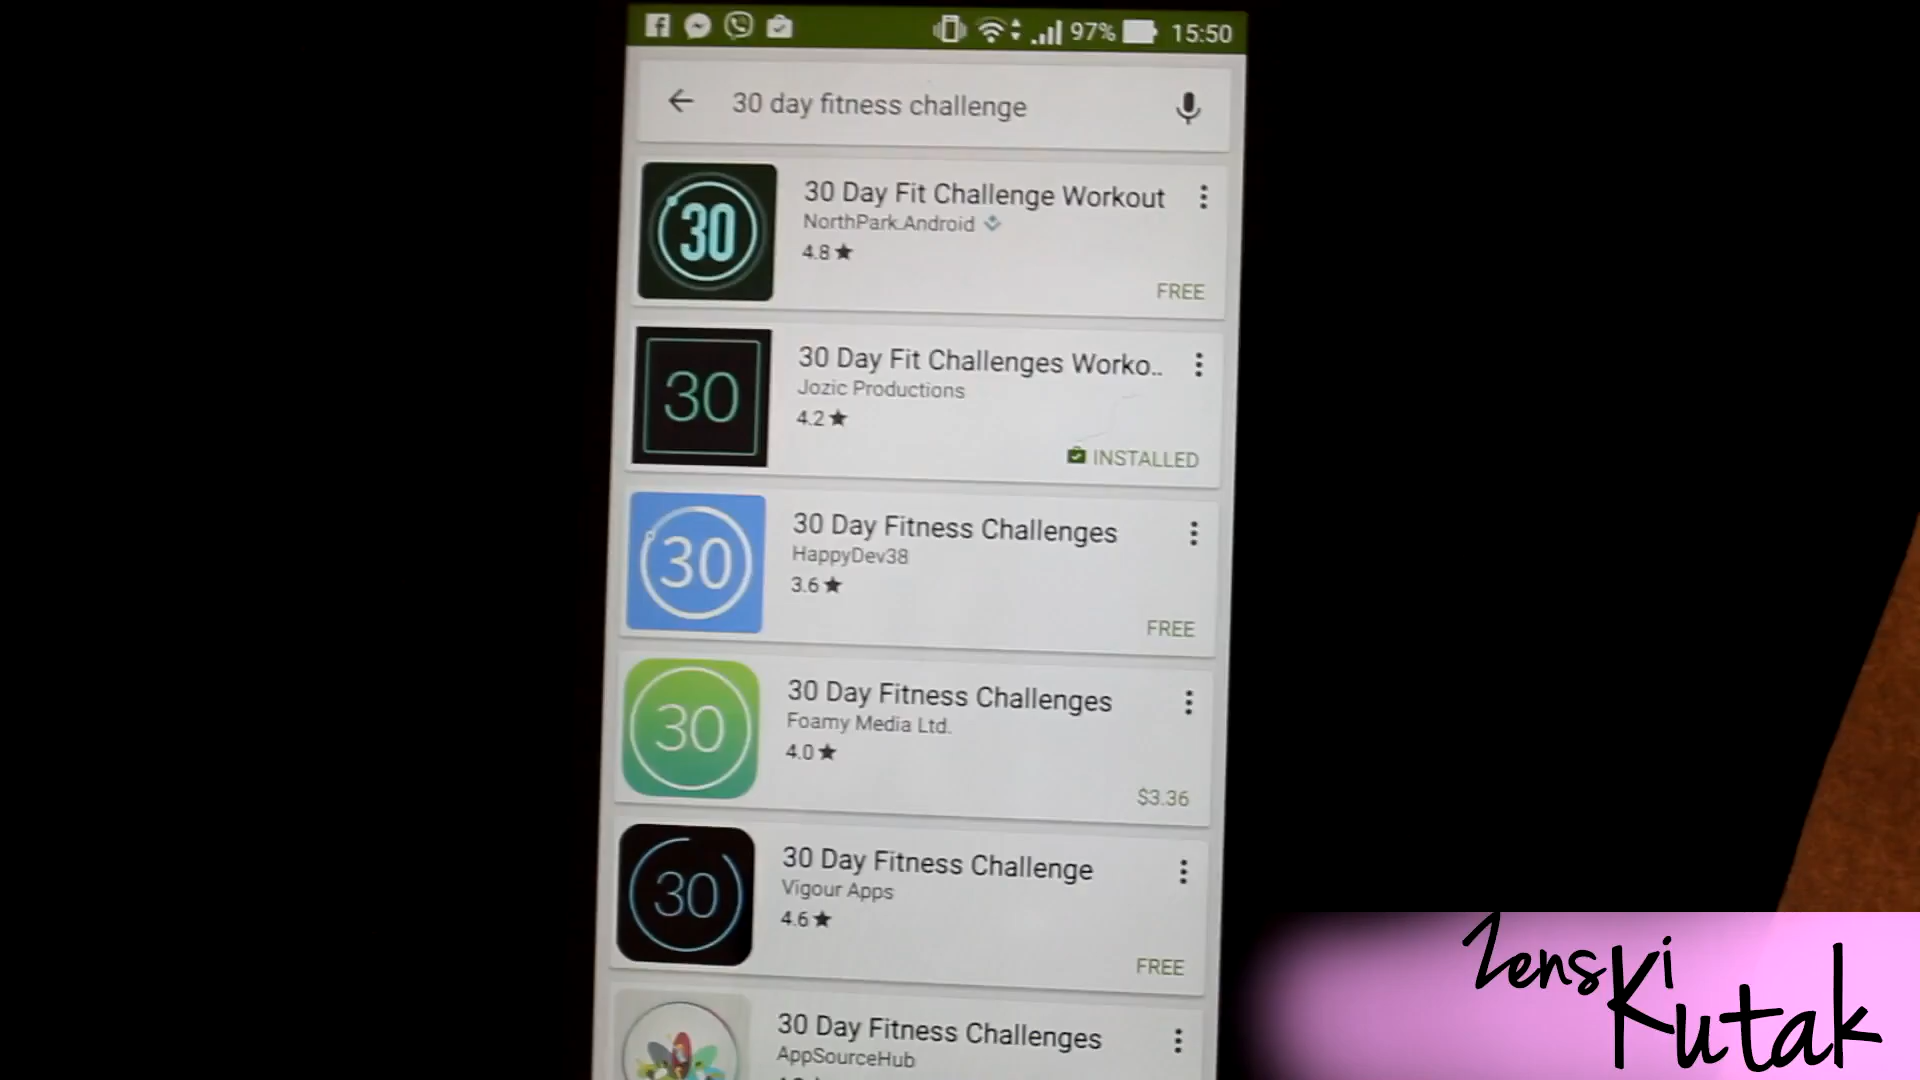 97% 15:50
30 day fitness challenge
30
30 Day Fit Challenge Workout
NorthPark.Android
4.8★
FREE
30
30 Day Fit Challenges Worko..
Jozic Productions
4.2★
INSTALLED
30
30 Day Fitness Challenges
HappyDev38
3.6★
FREE
30
30 Day Fitness Challenges
Foamy Media Ltd.
4.0★
$3.36
30
30 Day Fitness Challenge
Vigour Apps
4.6★
FREE
30 Day Fitness Challenges
AppSourceHub
Zenski
Kutak